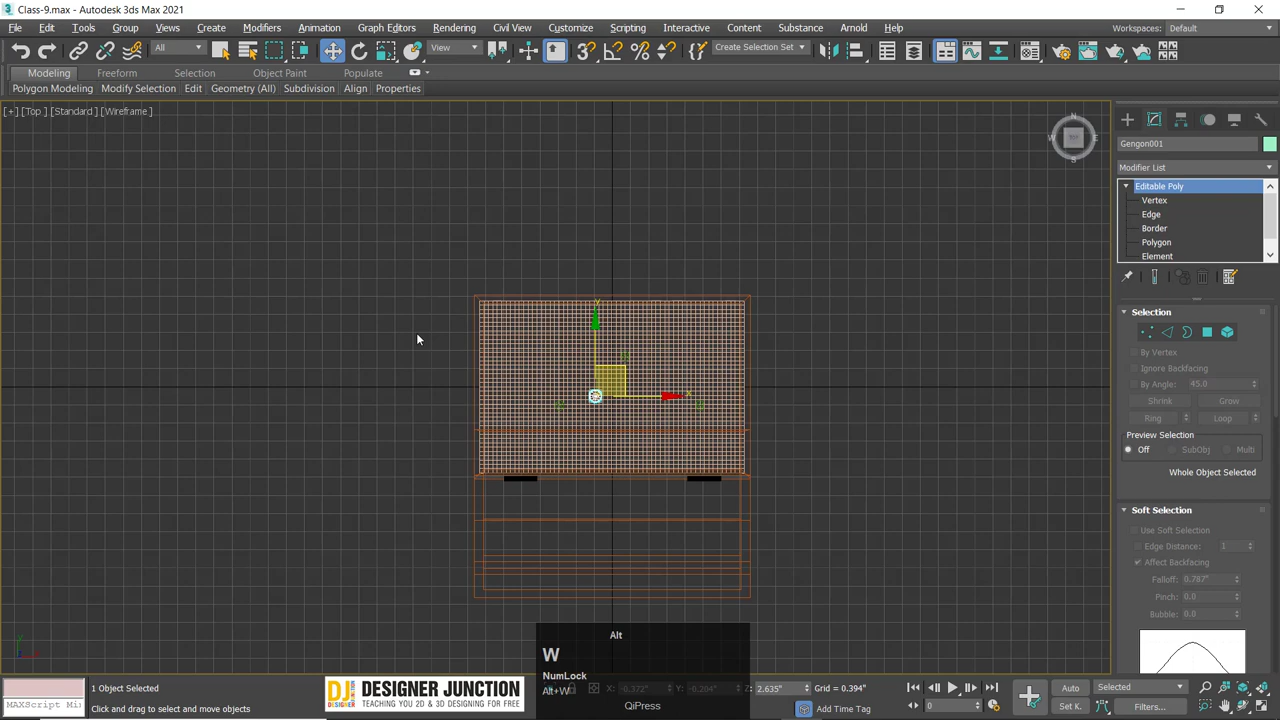 Class-9.max - Autodesk 3ds Max 2021
File Edit Tools Group Views Create Modifiers Animation Graph Editors Rendering Civil View Customize Scripting Interactive Content Substance Arnold Help
Workspaces: Default
All View Create Selection Set
Modeling Freeform Selection Object Paint Populate
Polygon Modeling Modify Selection Edit Geometry (All) Subdivision Align Properties
[+] [Top ] [Standard ] [Wireframe ]
N
W E
S
Gengon001
Modifier List
Editable Poly
Vertex
Edge
Border
Polygon
Element
Selection
By Vertex
Ignore Backfacing
By Angle: 45.0
Shrink Grow
Ring Loop
Preview Selection
Off SubObj Multi
Whole Object Selected
Soft Selection
Use Soft Selection
Edge Distance: 1
Affect Backfacing
Falloff: 0.787"
Pinch: 0.0
Bubble: 0.0
y
x
Alt
W
NumLock
Alt+W
QiPress
1 Object Selected
Click and drag to select and move objects
MAXScript Mi
DJ DESIGNER JUNCTION
TEACHING YOU 2D & 3D DESIGNING FOR FREE
X: -0.372" Y: -0.204" Z: 2.635" Grid = 0.394"
Add Time Tag
0
Auto Selected
Set K. Filters...